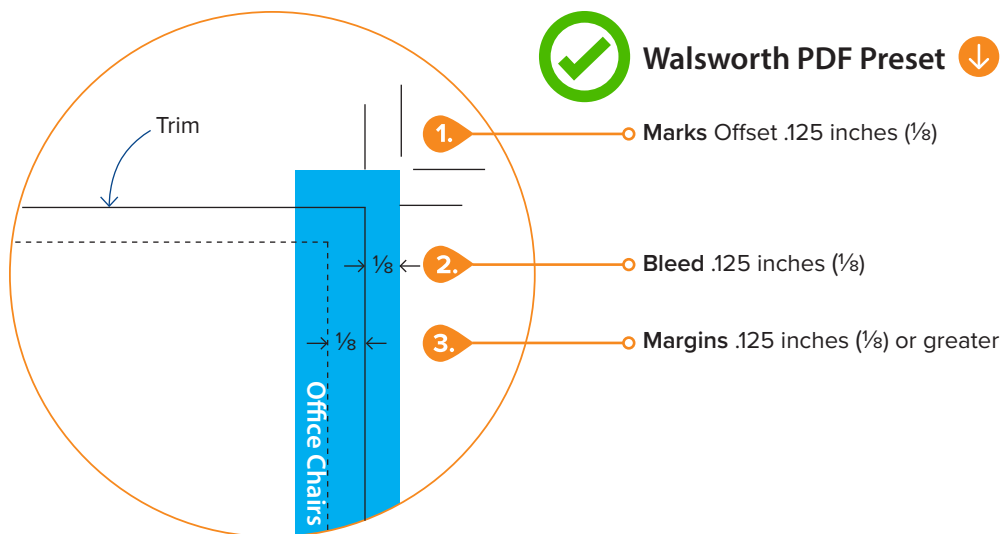 Walsworth PDF Preset
Trim
1.
Marks Offset .125 inches (⅛)
⅛
2.
Bleed .125 inches (⅛)
⅛
3.
Margins .125 inches (⅛) or greater
Office Chairs